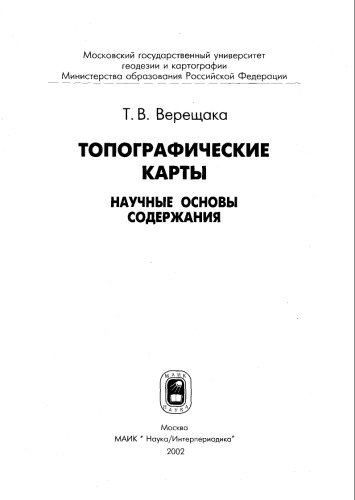 Московский государственный университет
геодезии и картографии
Министерства образования Российской Федерации
Т. В. Верещака
ТОПОГРАФИЧЕСКИЕ
КАРТЫ
НАУЧНЫЕ ОСНОВЫ
СОДЕРЖАНИЯ
МАИК
НАУКА
Москва
МАИК " Наука/Интерпериодика"
2002